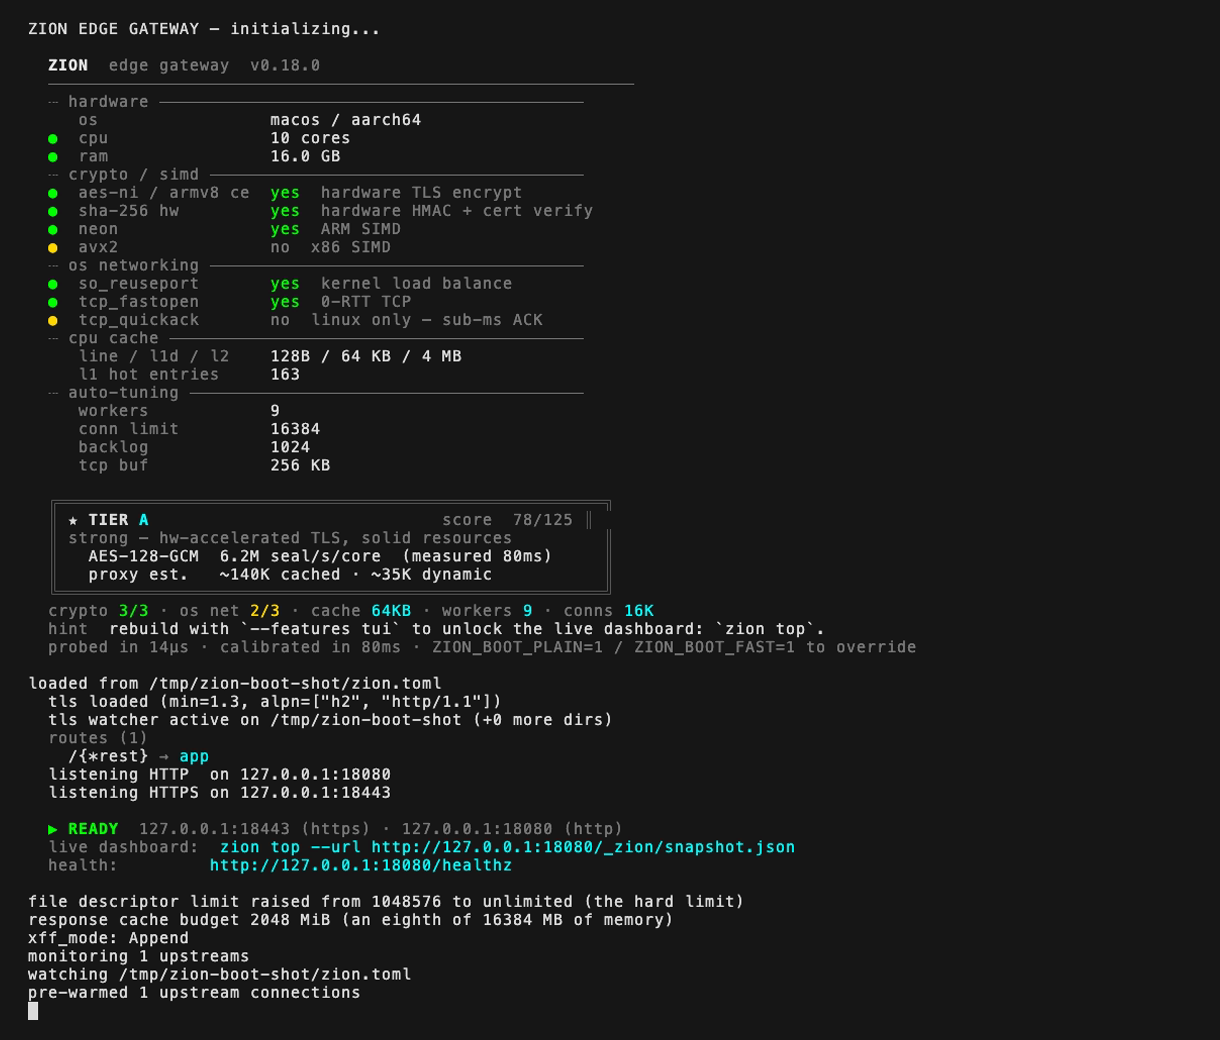 ZION EDGE GATEWAY — initializing...
ZION edge gateway v0.18.0
hardware
os macos / aarch64
cpu 10 cores
ram 16.0 GB
crypto / simd
aes-ni / armv8 ce yes hardware TLS encrypt
sha-256 hw yes hardware HMAC + cert verify
neon yes ARM SIMD
avx2 no x86 SIMD
os networking
so_reuseport yes kernel load balance
tcp_fastopen yes 0-RTT TCP
tcp_quickack no linux only — sub-ms ACK
cpu cache
line / l1d / l2 128B / 64 KB / 4 MB
l1 hot entries 163
auto-tuning
workers 9
conn limit 16384
backlog 1024
tcp buf 256 KB
★ TIER A score 78/125
strong — hw-accelerated TLS, solid resources
AES-128-GCM 6.2M seal/s/core (measured 80ms)
proxy est. ~140K cached · ~35K dynamic
crypto 3/3 · os net 2/3 · cache 64KB · workers 9 · conns 16K
hint rebuild with `--features tui` to unlock the live dashboard: `zion top`.
probed in 14µs · calibrated in 80ms · ZION_BOOT_PLAIN=1 / ZION_BOOT_FAST=1 to override
loaded from /tmp/zion-boot-shot/zion.toml
tls loaded (min=1.3, alpn=["h2", "http/1.1"])
tls watcher active on /tmp/zion-boot-shot (+0 more dirs)
routes (1)
/{*rest} → app
listening HTTP on 127.0.0.1:18080
listening HTTPS on 127.0.0.1:18443
▶ READY 127.0.0.1:18443 (https) · 127.0.0.1:18080 (http)
live dashboard: zion top --url http://127.0.0.1:18080/_zion/snapshot.json
health: http://127.0.0.1:18080/healthz
file descriptor limit raised from 1048576 to unlimited (the hard limit)
response cache budget 2048 MiB (an eighth of 16384 MB of memory)
xff_mode: Append
monitoring 1 upstreams
watching /tmp/zion-boot-shot/zion.toml
pre-warmed 1 upstream connections